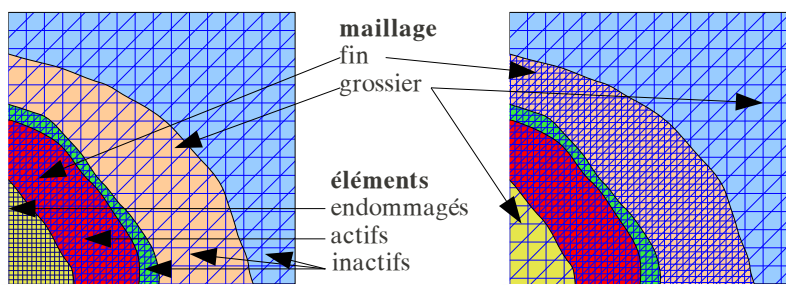 maillage
fin
grossier
éléments
endommagés
actifs
inactifs